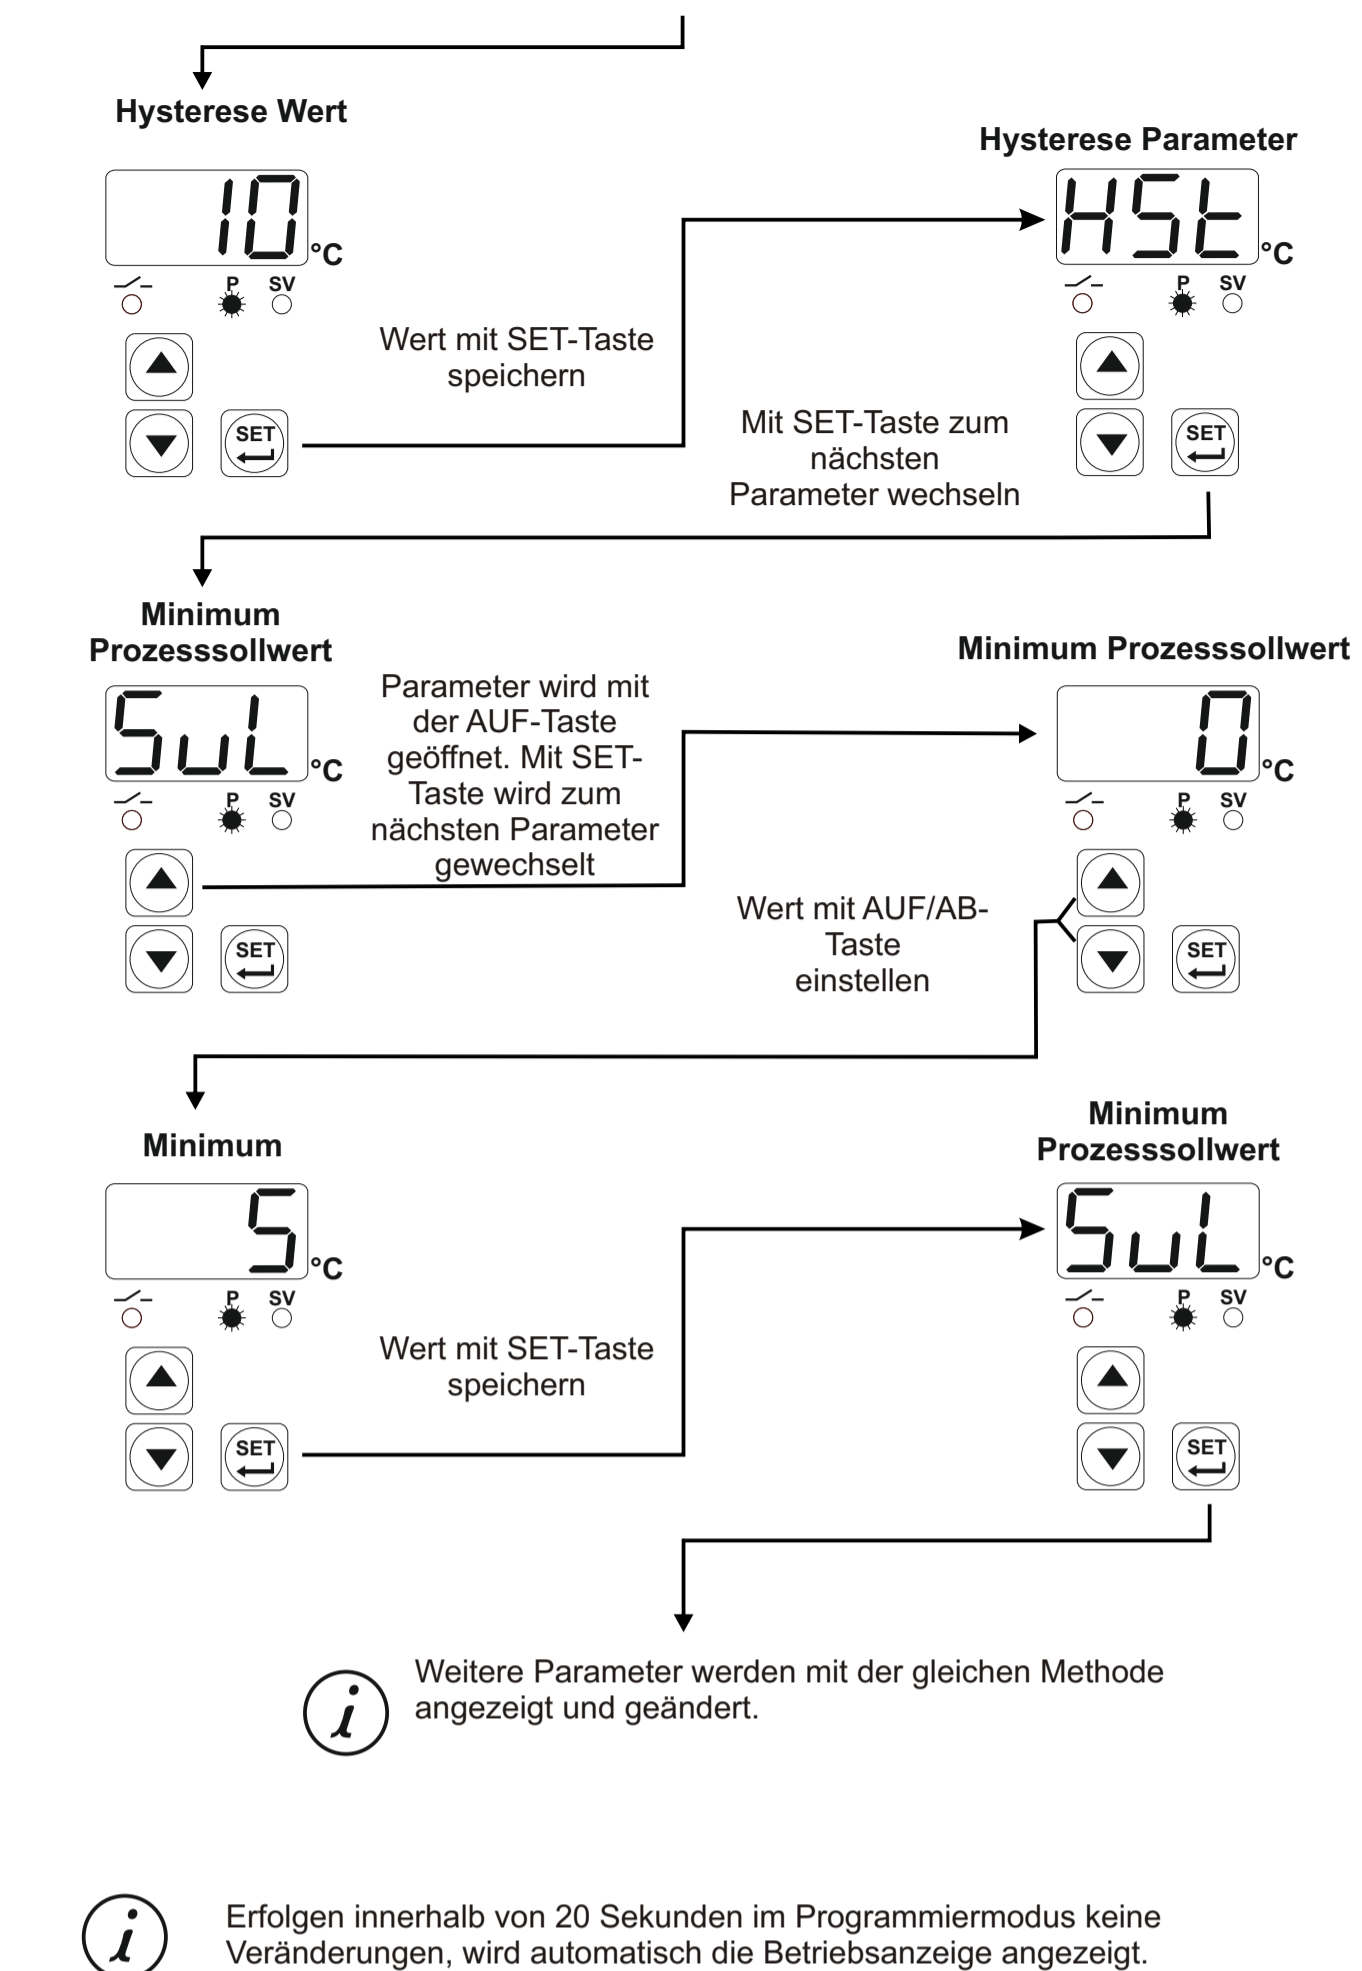 Hysterese Wert
10
°C
P SV
SET
Wert mit SET-Taste
speichern
Hysterese Parameter
HSt
°C
P SV
SET
Mit SET-Taste zum
nächsten
Parameter wechseln
Minimum
Prozesssollwert
SuL
°C
P SV
SET
Parameter wird mit
der AUF-Taste
geöffnet. Mit SET-
Taste wird zum
nächsten Parameter
gewechselt
Minimum Prozesssollwert
0
°C
P SV
SET
Wert mit AUF/AB-
Taste
einstellen
Minimum
5
°C
P SV
SET
Wert mit SET-Taste
speichern
Minimum
Prozesssollwert
SuL
°C
P SV
SET
i
Weitere Parameter werden mit der gleichen Methode
angezeigt und geändert.
i
Erfolgen innerhalb von 20 Sekunden im Programmiermodus keine
Veränderungen, wird automatisch die Betriebsanzeige angezeigt.